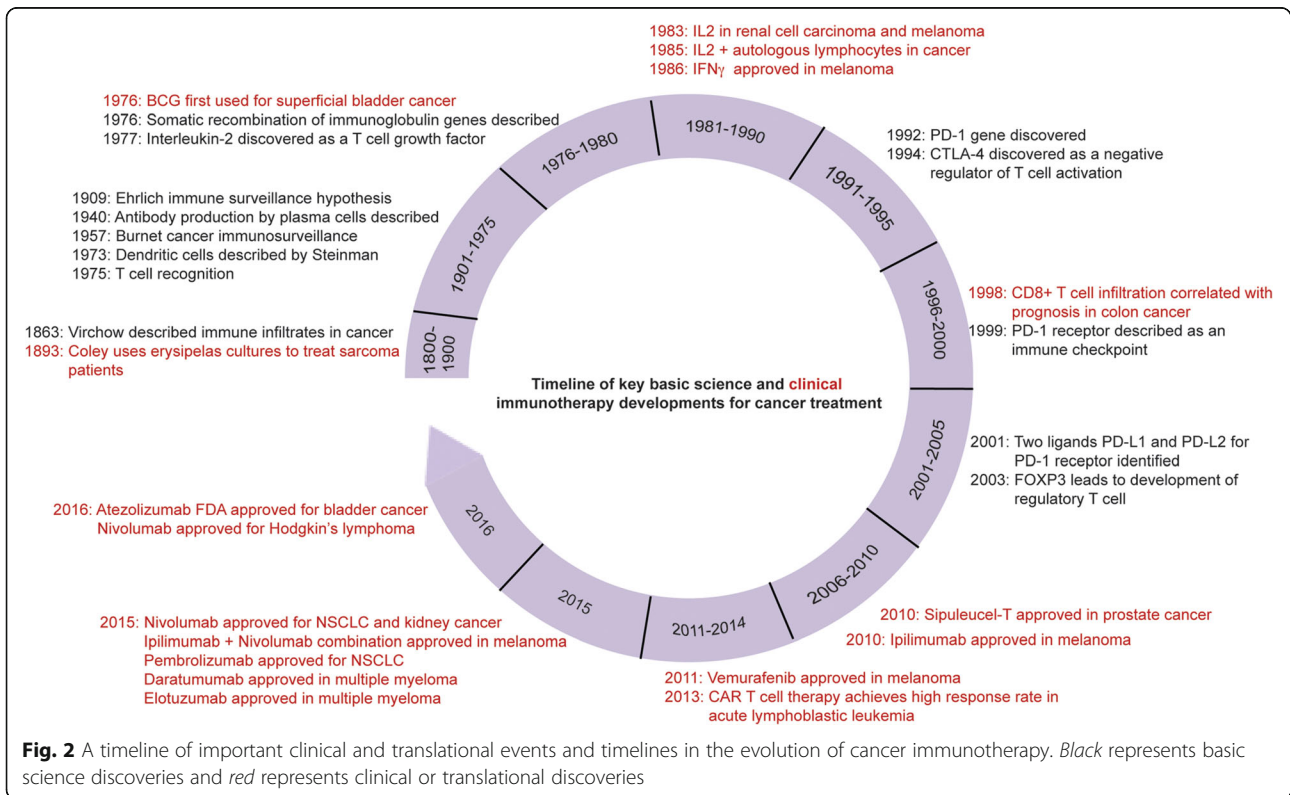 1983: IL2 in renal cell carcinoma and melanoma
1985: IL2 + autologous lymphocytes in cancer
1986: IFNγ approved in melanoma
1976: BCG first used for superficial bladder cancer
1976: Somatic recombination of immunoglobulin genes described
1977: Interleukin-2 discovered as a T cell growth factor
1976-1980
1981-1990
1991-1995
1992: PD-1 gene discovered
1994: CTLA-4 discovered as a negative
regulator of T cell activation
1909: Ehrlich immune surveillance hypothesis
1940: Antibody production by plasma cells described
1957: Burnet cancer immunosurveillance
1973: Dendritic cells described by Steinman
1975: T cell recognition
1901-1975
1996-2000
1998: CD8+ T cell infiltration correlated with
prognosis in colon cancer
1999: PD-1 receptor described as an
immune checkpoint
1863: Virchow described immune infiltrates in cancer
1893: Coley uses erysipelas cultures to treat sarcoma
patients
1800-
1900
Timeline of key basic science and clinical
immunotherapy developments for cancer treatment
2001-2005
2001: Two ligands PD-L1 and PD-L2 for
PD-1 receptor identified
2003: FOXP3 leads to development of
regulatory T cell
2016: Atezolizumab FDA approved for bladder cancer
Nivolumab approved for Hodgkin's lymphoma
2016
2006-2010
2010: Sipuleucel-T approved in prostate cancer
2010: Ipilimumab approved in melanoma
2015
2011-2014
2015: Nivolumab approved for NSCLC and kidney cancer
Ipilimumab + Nivolumab combination approved in melanoma
Pembrolizumab approved for NSCLC
Daratumumab approved in multiple myeloma
Elotuzumab approved in multiple myeloma
2011: Vemurafenib approved in melanoma
2013: CAR T cell therapy achieves high response rate in
acute lymphoblastic leukemia
Fig. 2 A timeline of important clinical and translational events and timelines in the evolution of cancer immunotherapy. Black represents basic
science discoveries and red represents clinical or translational discoveries